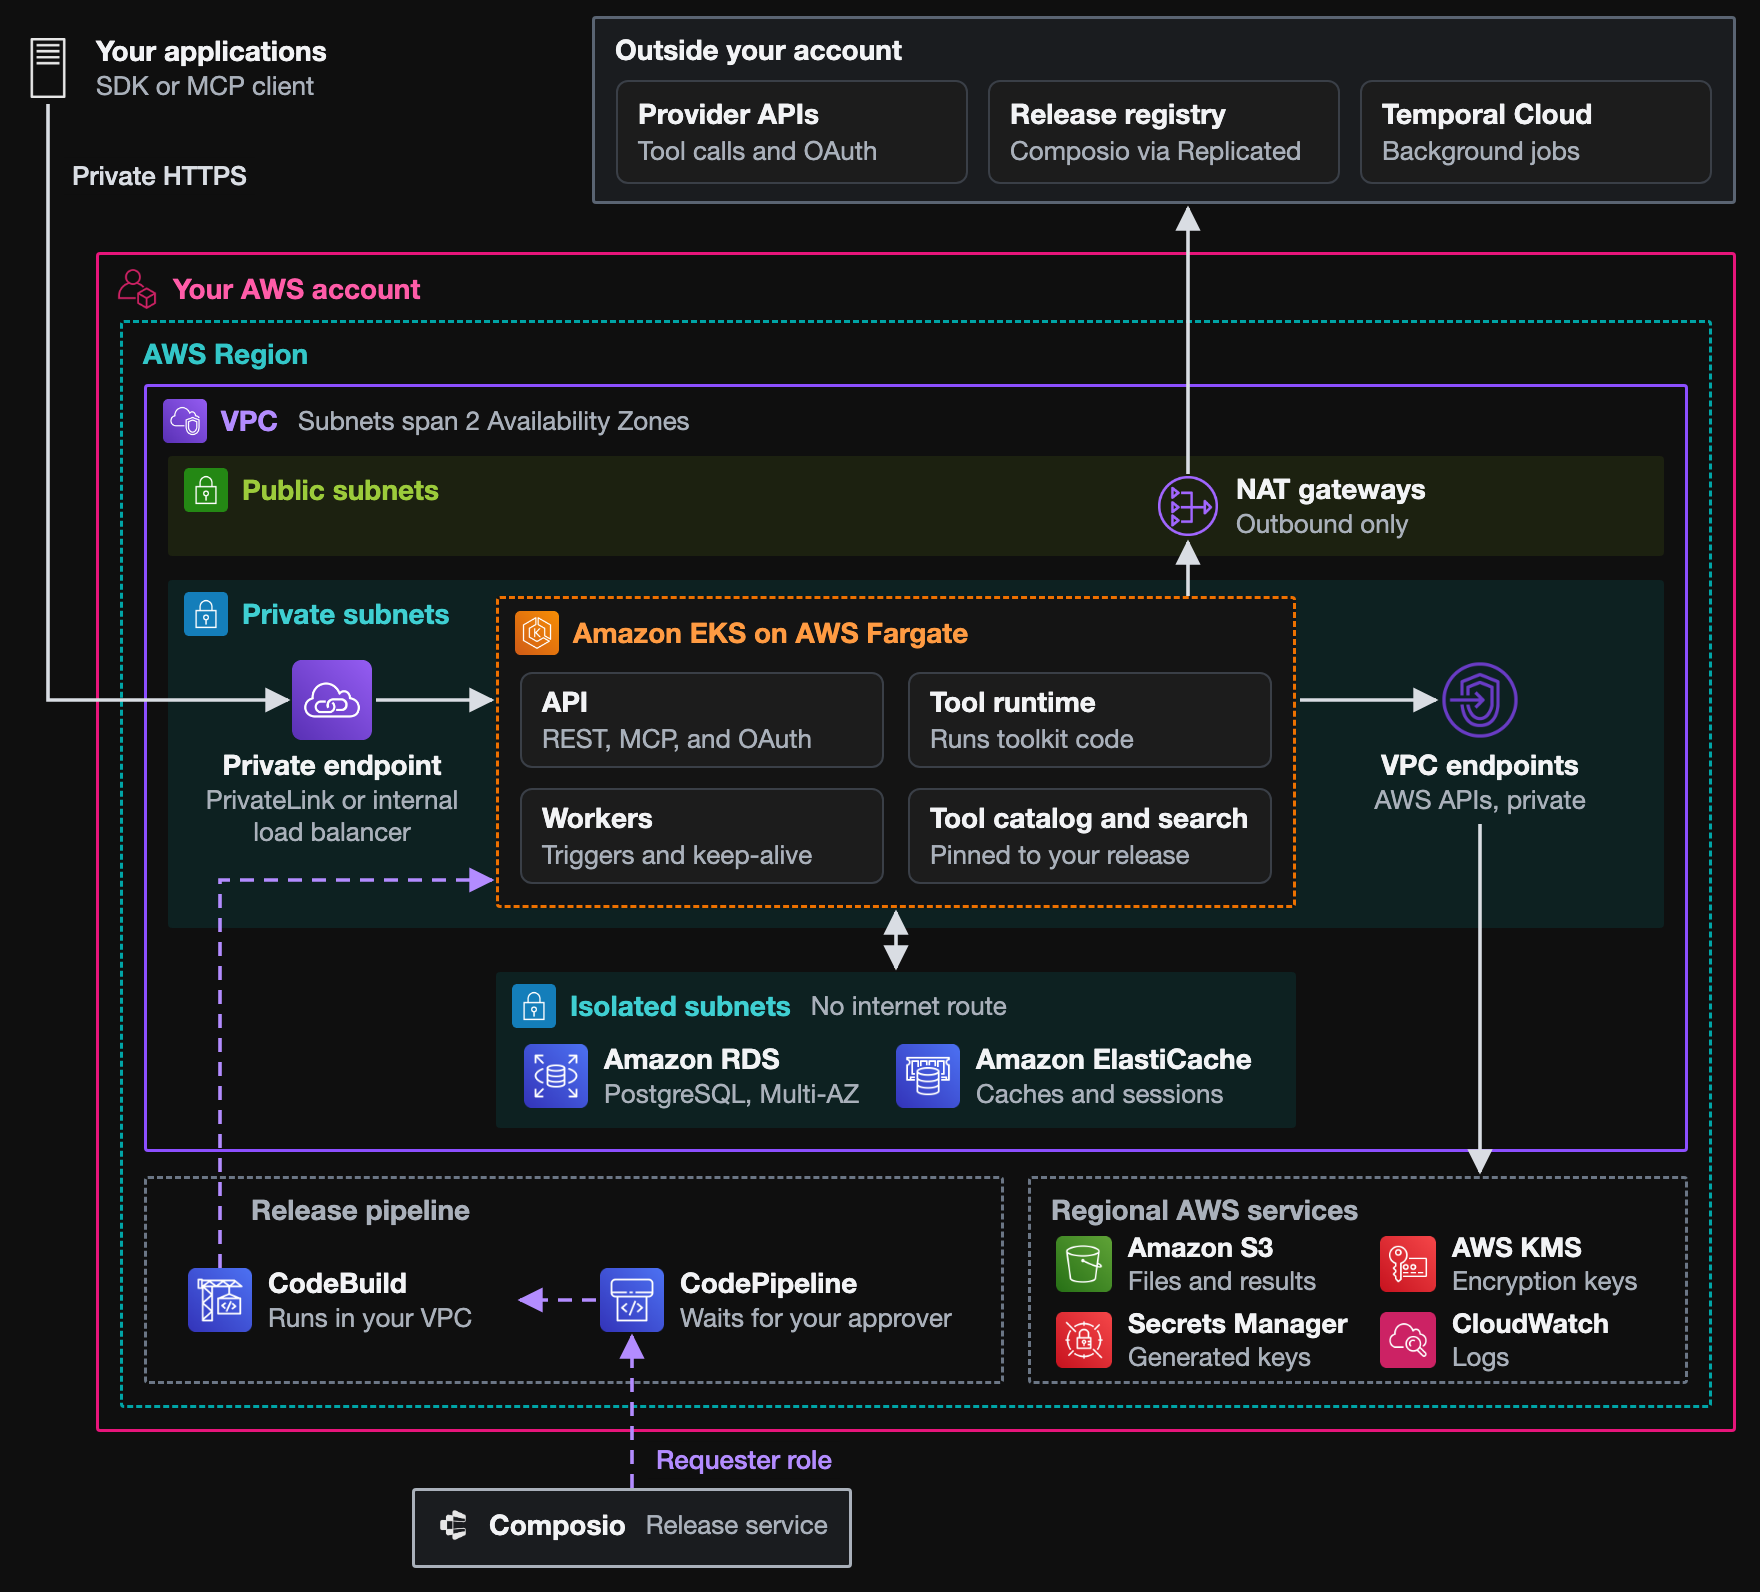 Your applications
SDK or MCP client
Private HTTPS
Outside your account
Provider APIs
Tool calls and OAuth
Release registry
Composio via Replicated
Temporal Cloud
Background jobs
Your AWS account
AWS Region
VPC Subnets span 2 Availability Zones
Public subnets
NAT gateways
Outbound only
Private subnets
Private endpoint
PrivateLink or internal
load balancer
Amazon EKS on AWS Fargate
API
REST, MCP, and OAuth
Tool runtime
Runs toolkit code
Workers
Triggers and keep-alive
Tool catalog and search
Pinned to your release
VPC endpoints
AWS APIs, private
Isolated subnets No internet route
Amazon RDS
PostgreSQL, Multi-AZ
Amazon ElastiCache
Caches and sessions
Release pipeline
CodeBuild
Runs in your VPC
CodePipeline
Waits for your approver
Regional AWS services
Amazon S3
Files and results
AWS KMS
Encryption keys
Secrets Manager
Generated keys
CloudWatch
Logs
Requester role
Composio Release service